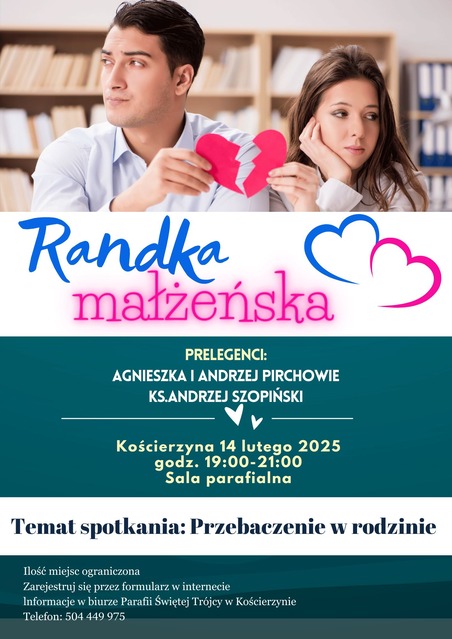 Randka
małżeńska
PRELEGENCI:
AGNIESZKA I ANDRZEJ PIRCHOWIE
KS.ANDRZEJ SZOPIŃSKI
Kościerzyna 14 lutego 2025
godz. 19:00-21:00
Sala parafialna
Temat spotkania: Przebaczenie w rodzinie
Ilość miejsc ograniczona
Zarejestruj się przez formularz w internecie
Informacje w biurze Parafii Świętej Trójcy w Kościerzynie
Telefon: 504 449 975